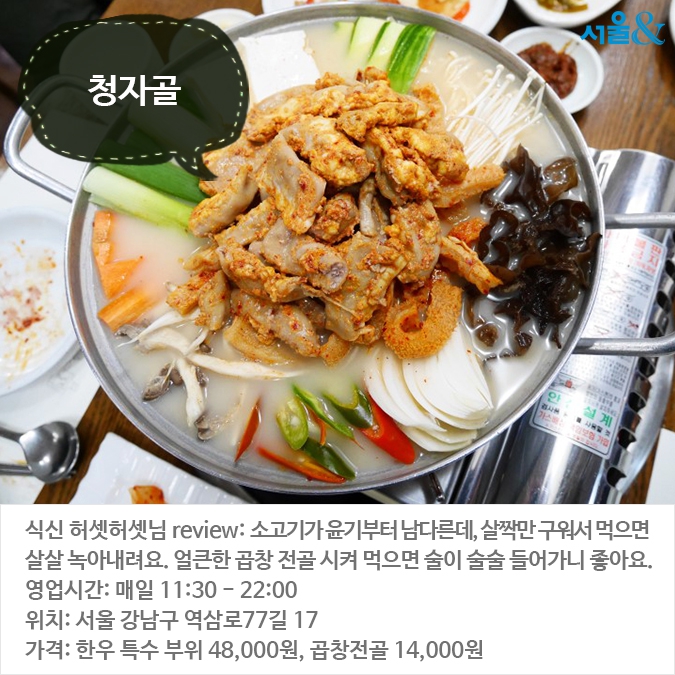 서울&
청자골
인
설계
식신 허셋허셋님 review: 소고기가 윤기부터 남다른데, 살짝만 구워서 먹으면
살살 녹아내려요. 얼큰한 곱창 전골 시켜 먹으면 술이 술술 들어가니 좋아요.
영업시간: 매일 11:30 - 22:00
위치: 서울 강남구 역삼로77길 17
가격: 한우 특수 부위 48,000원, 곱창전골 14,000원